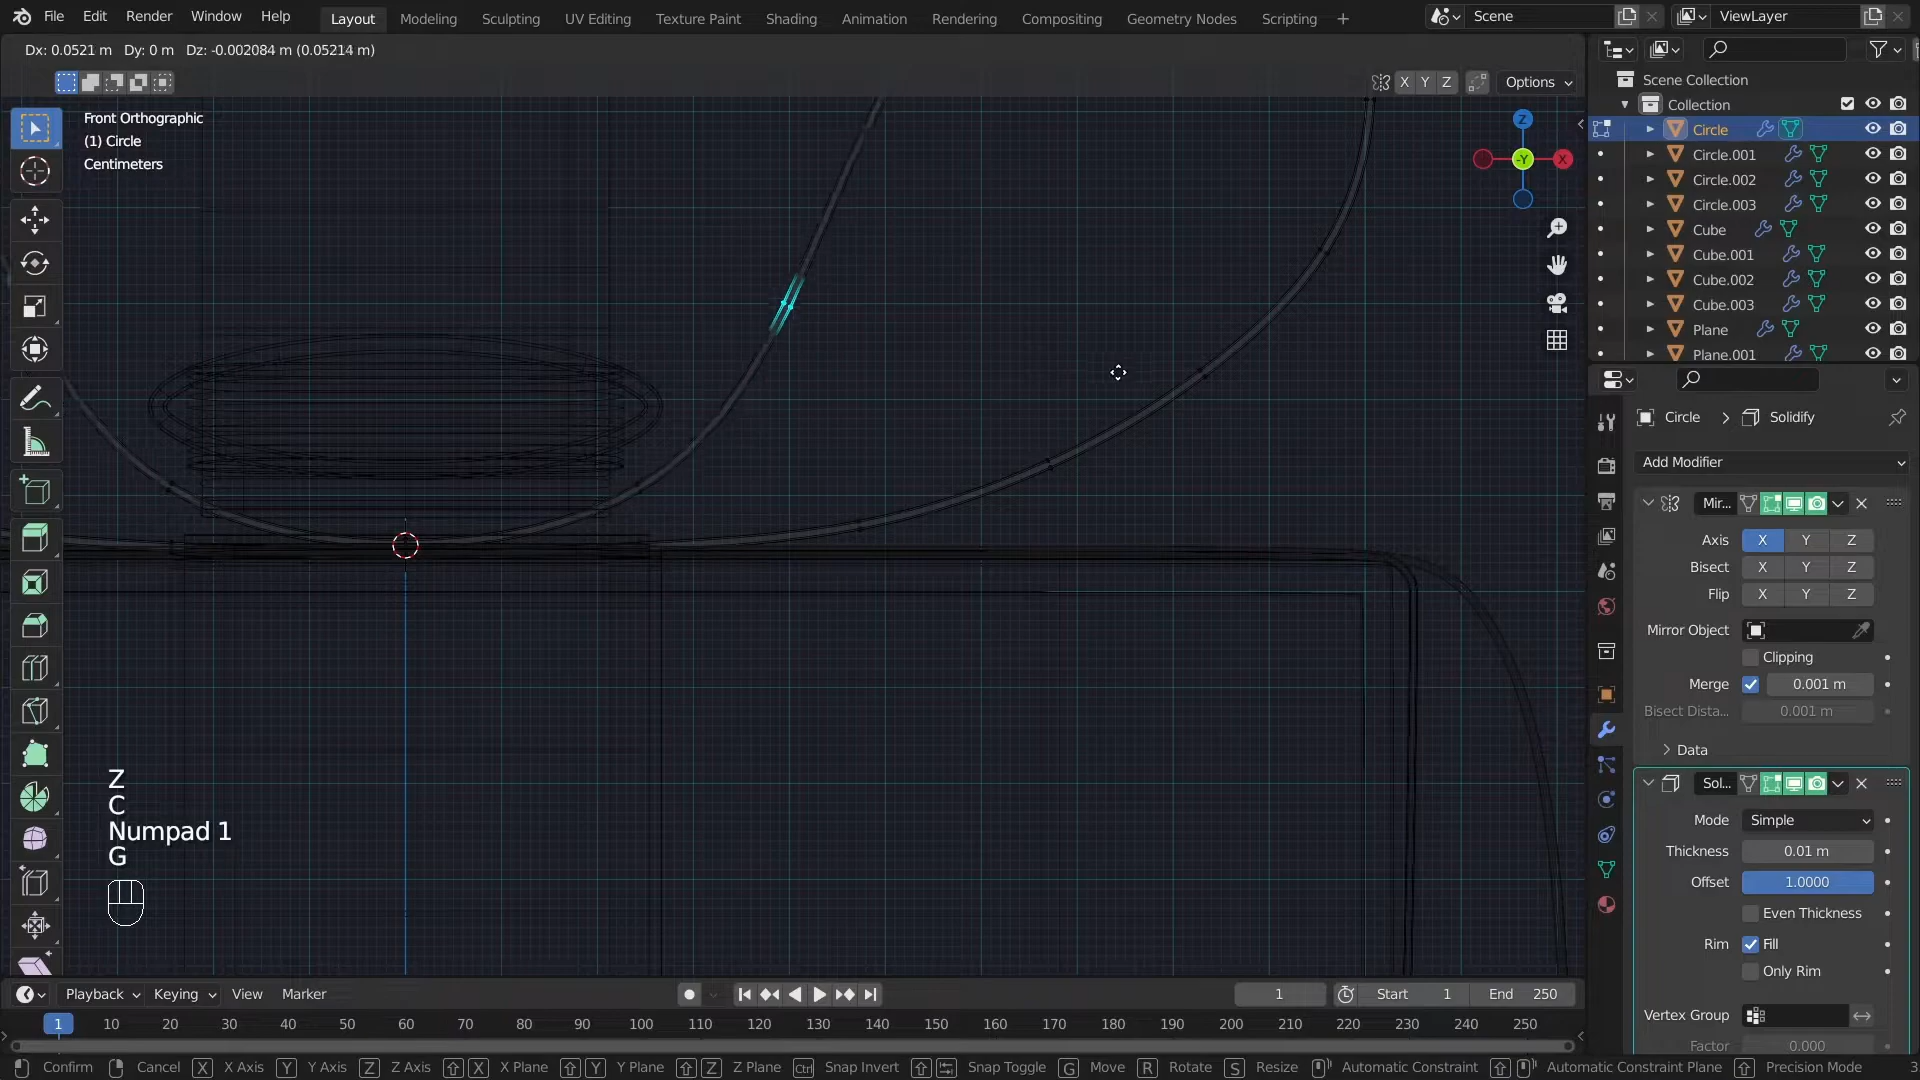 File Edit Render Window Help Layout Modeling Sculpting UV Editing Texture Paint Shading Animation Rendering Compositing Geometry Nodes Scripting + Scene ViewLayer
Dx: 0.0521 m Dy: 0 m Dz: -0.002084 m (0.05214 m)
X Y Z Options
Front Orthographic
(1) Circle
Centimeters
Z
-Y
X
Scene Collection
Collection
Circle
Circle.001
Circle.002
Circle.003
Cube
Cube.001
Cube.002
Cube.003
Plane
Plane.001
Circle > Solidify
Add Modifier
Mir...
Axis X Y Z
Bisect X Y Z
Flip X Y Z
Mirror Object
Clipping
Merge 0.001 m
Bisect Dista... 0.001 m
Data
Sol...
Mode Simple
Thickness 0.01 m
Offset 1.0000
Even Thickness
Rim Fill
Only Rim
Vertex Group
Factor 0.000
Z
C
Numpad 1
G
Playback Keying View Marker 1 Start 1 End 250
1 10 20 30 40 50 60 70 80 90 100 110 120 130 140 150 160 170 180 190 200 210 220 230 240 250
Confirm Cancel X X Axis Y Y Axis Z Z Axis X X Plane Y Y Plane Z Z Plane Ctrl Snap Invert Snap Toggle G Move R Rotate S Resize Automatic Constraint Automatic Constraint Plane Precision Mode 3